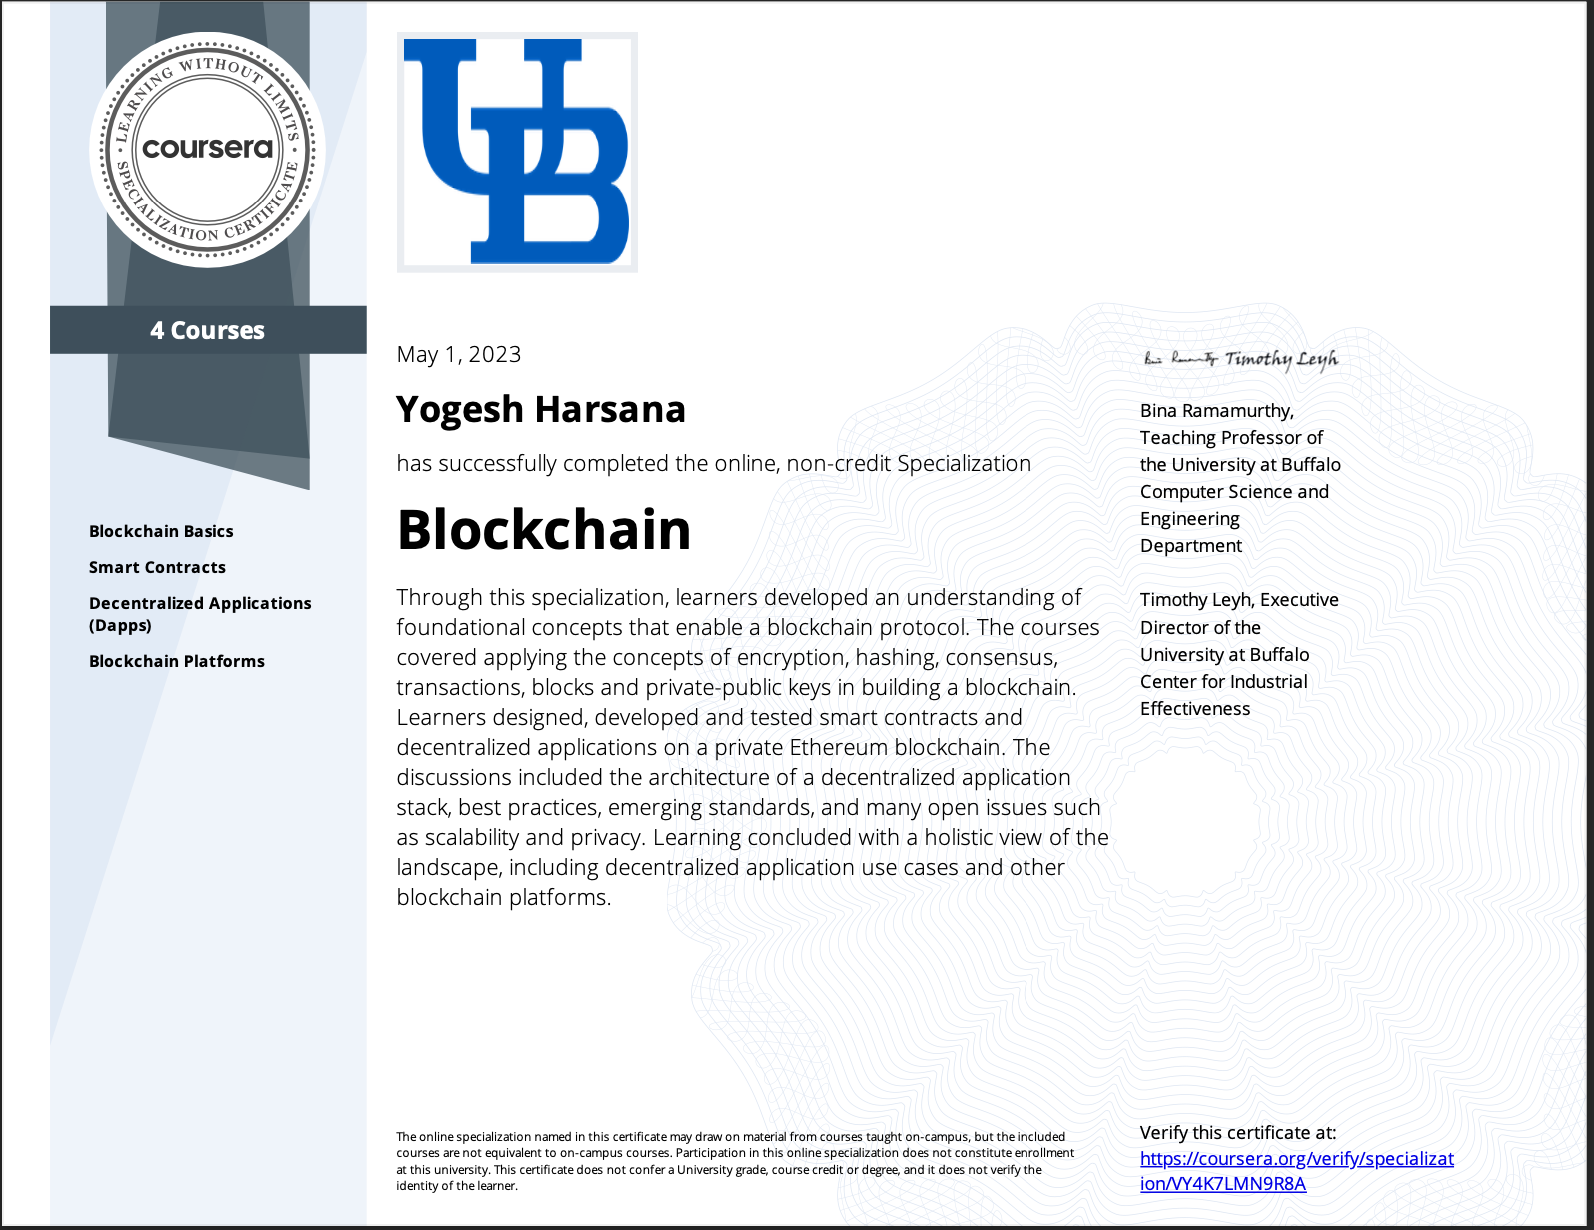 LEARNING WITHOUT LIMITS
coursera
SPECIALIZATION CERTIFICATE
UB
4 Courses
Blockchain Basics
Smart Contracts
Decentralized Applications
(Dapps)
Blockchain Platforms
May 1, 2023
Yogesh Harsana
has successfully completed the online, non-credit Specialization
Blockchain
Through this specialization, learners developed an understanding of
foundational concepts that enable a blockchain protocol. The courses
covered applying the concepts of encryption, hashing, consensus,
transactions, blocks and private-public keys in building a blockchain.
Learners designed, developed and tested smart contracts and
decentralized applications on a private Ethereum blockchain. The
discussions included the architecture of a decentralized application
stack, best practices, emerging standards, and many open issues such
as scalability and privacy. Learning concluded with a holistic view of the
landscape, including decentralized application use cases and other
blockchain platforms.
Timothy Leyh
Bina Ramamurthy,
Teaching Professor of
the University at Buffalo
Computer Science and
Engineering
Department
Timothy Leyh, Executive
Director of the
University at Buffalo
Center for Industrial
Effectiveness
The online specialization named in this certificate may draw on material from courses taught on-campus, but the included
courses are not equivalent to on-campus courses. Participation in this online specialization does not constitute enrollment
at this university. This certificate does not confer a University grade, course credit or degree, and it does not verify the
identity of the learner.
Verify this certificate at:
https://coursera.org/verify/specializat
ion/VY4K7LMN9R8A